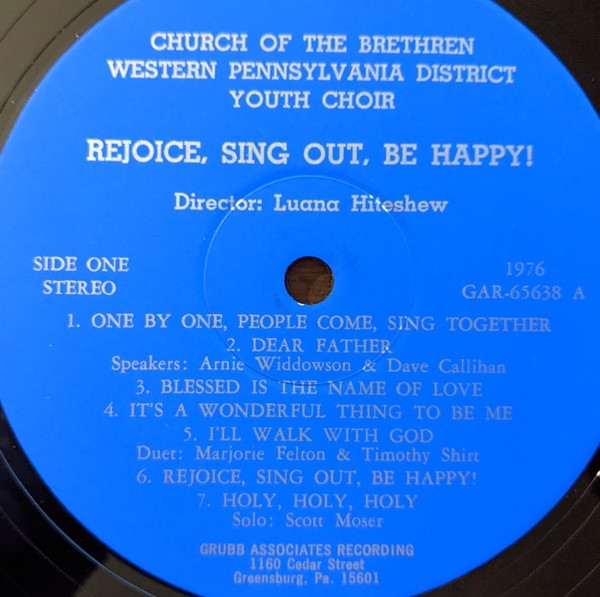 CHURCH OF THE BRETHREN
WESTERN PENNSYLVANIA DISTRICT
YOUTH CHOIR
REJOICE, SING OUT, BE HAPPY!
Director: Luana Hiteshew
SIDE ONE
STEREO
1976
GAR-65638 A
1. ONE BY ONE, PEOPLE COME, SING TOGETHER
2. DEAR FATHER
Speakers: Arnie Widdowson & Dave Callihan
3. BLESSED IS THE NAME OF LOVE
4. IT'S A WONDERFUL THING TO BE ME
5. I'LL WALK WITH GOD
Duet: Marjorie Felton & Timothy Shirt
6. REJOICE, SING OUT, BE HAPPY!
7. HOLY, HOLY, HOLY
Solo: Scott Moser
GRUBB ASSOCIATES RECORDING
1160 Cedar Street
Greensburg, Pa. 15601